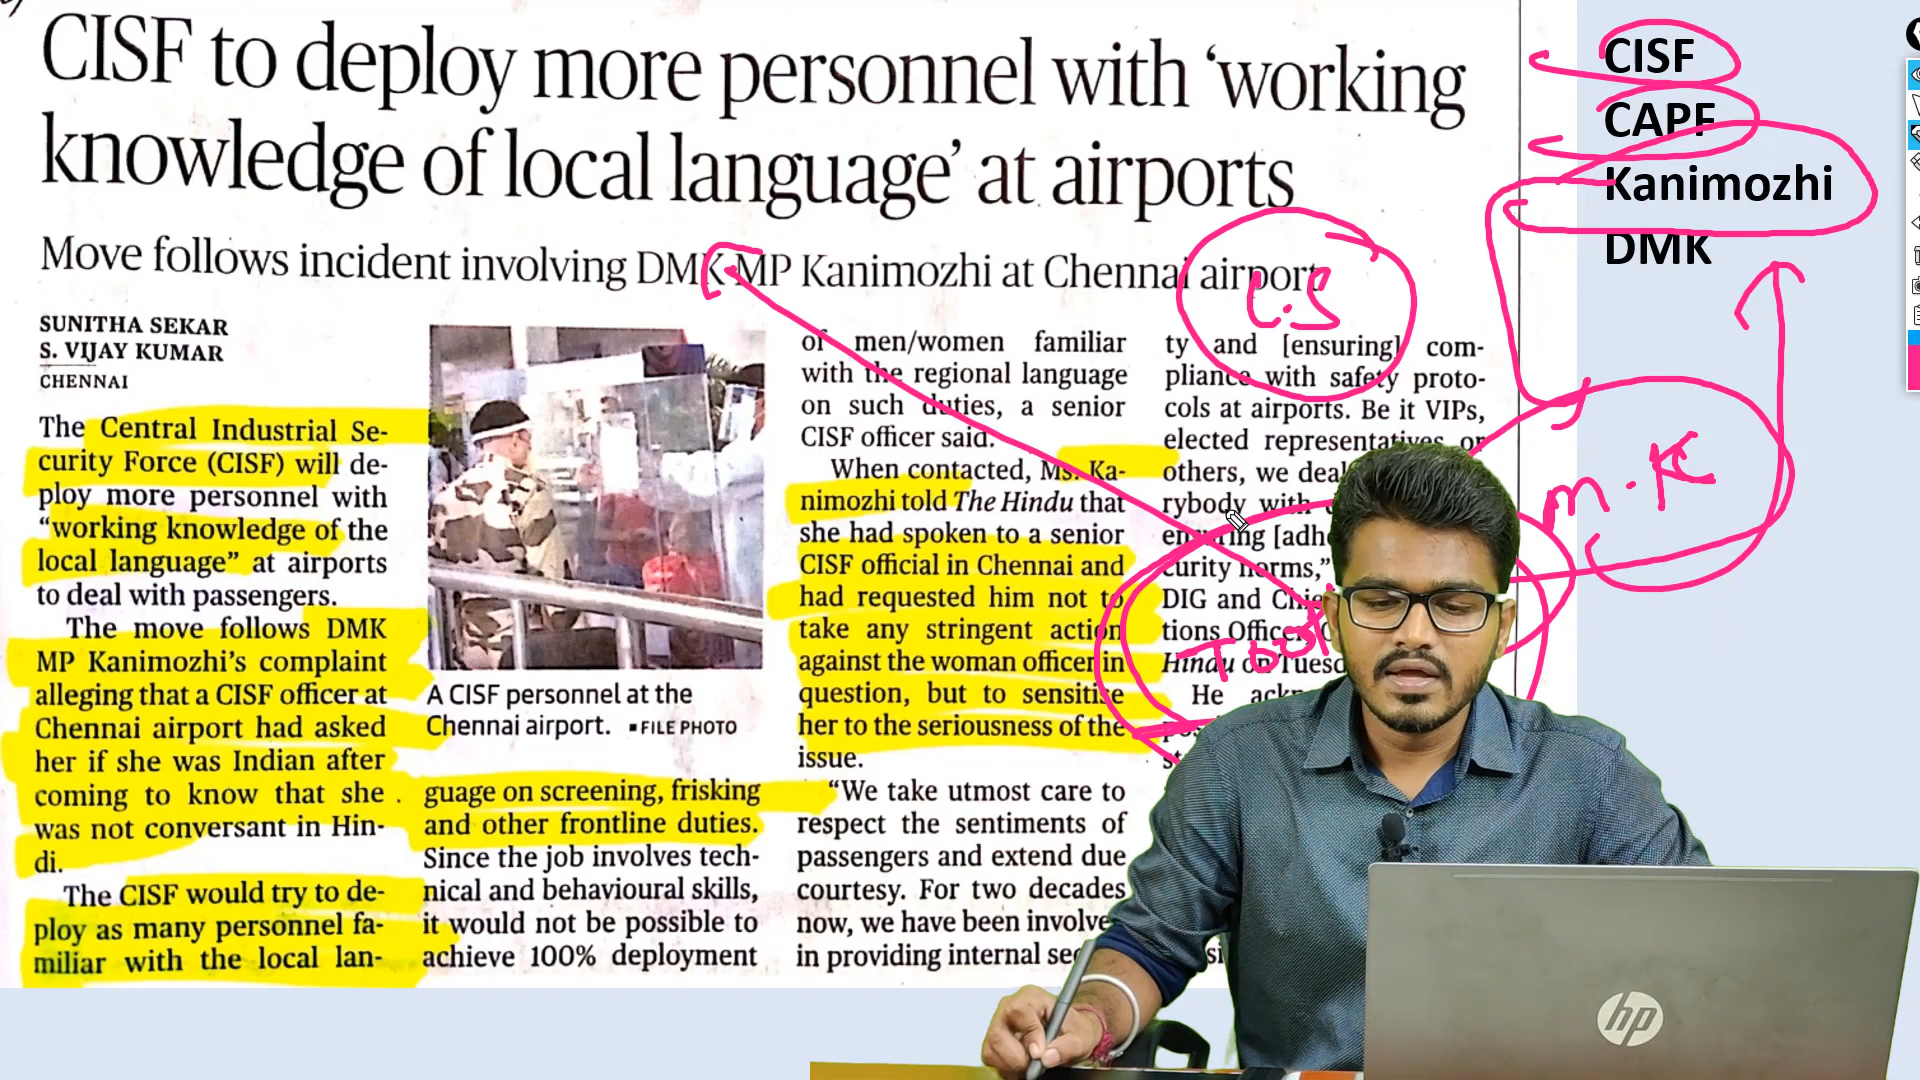 CISF to deploy more personnel with ‘working
knowledge of local language’ at airports
Move follows incident involving DMK MP Kanimozhi at Chennai airport
SUNITHA SEKAR
S. VIJAY KUMAR
CHENNAI
The Central Industrial Se-
curity Force (CISF) will de-
ploy more personnel with
“working knowledge of the
local language” at airports
to deal with passengers.
The move follows DMK
MP Kanimozhi’s complaint
alleging that a CISF officer at
Chennai airport had asked
her if she was Indian after
coming to know that she
was not conversant in Hin-
di.
The CISF would try to de-
ploy as many personnel fa-
miliar with the local lan-
A CISF personnel at the
Chennai airport. ▪FILE PHOTO
guage on screening, frisking
and other frontline duties.
Since the job involves tech-
nical and behavioural skills,
it would not be possible to
achieve 100% deployment
of men/women familiar
with the regional language
on such duties, a senior
CISF officer said.
When contacted, Ms. Ka-
nimozhi told The Hindu that
she had spoken to a senior
CISF official in Chennai and
had requested him not to
take any stringent action
against the woman officer in
question, but to sensitise
her to the seriousness of the
issue.
“We take utmost care to
respect the sentiments of
passengers and extend due
courtesy. For two decades
now, we have been involve
in providing internal se
ty and [ensuring] com-
pliance with safety proto-
cols at airports. Be it VIPs,
elected representatives or
others, we deal
rybody with
ensuring [adh
curity norms,”
DIG and Chie
tions Office
Hindu on Tuesd
He ack
L.S
M.K
CISF
CAPF
Kanimozhi
DMK
hp